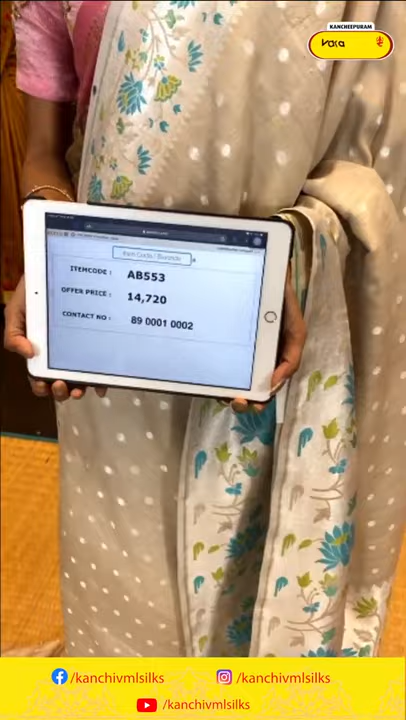 KANCHEEPURAM
Item Code / Barcode
ITEMCODE : AB553
OFFER PRICE : 14,720
CONTACT NO : 89 0001 0002
/kanchivmlsilks /kanchivmlsilks
/kanchivmlsilks